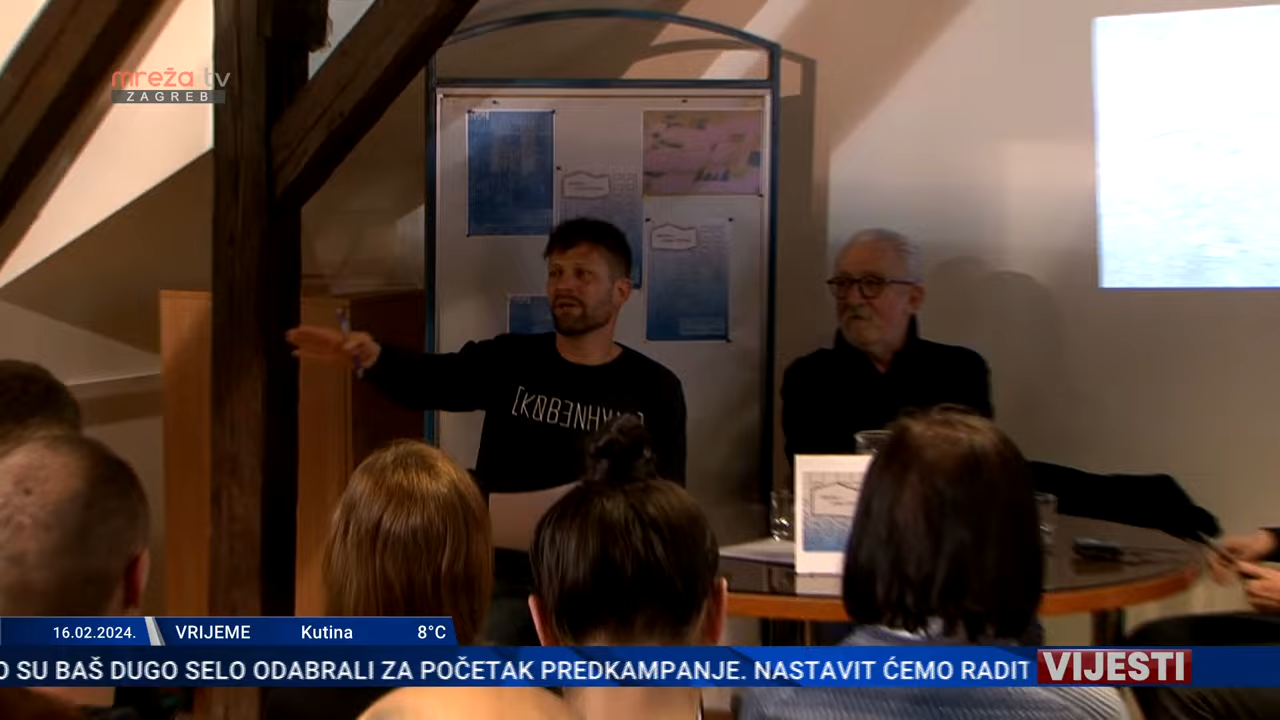 mreža tv
ZAGREB
[KØBENHAVN]
16.02.2024.
VRIJEME
Kutina
8°C
O SU BAŠ DUGO SELO ODABRALI ZA POČETAK PREDKAMPANJE. NASTAVIT ĆEMO RADIT
VIJESTI